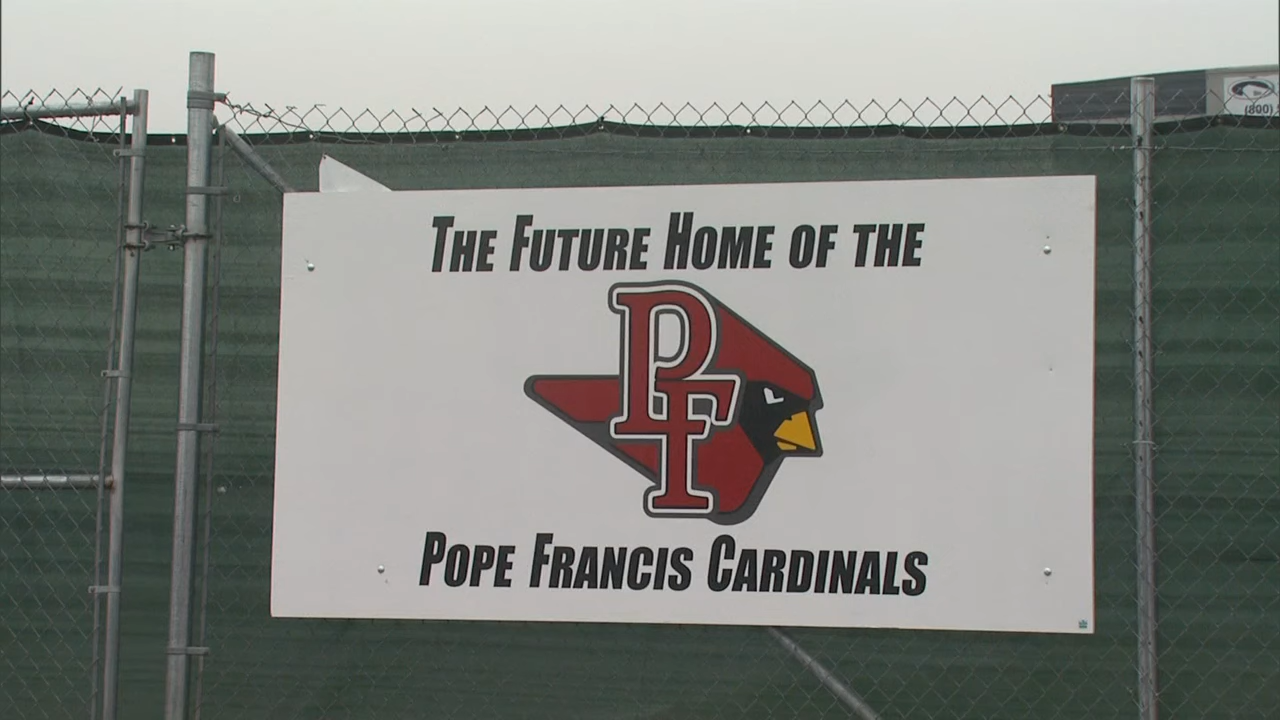 (800)
THE FUTURE HOME OF THE
PF
POPE FRANCIS CARDINALS